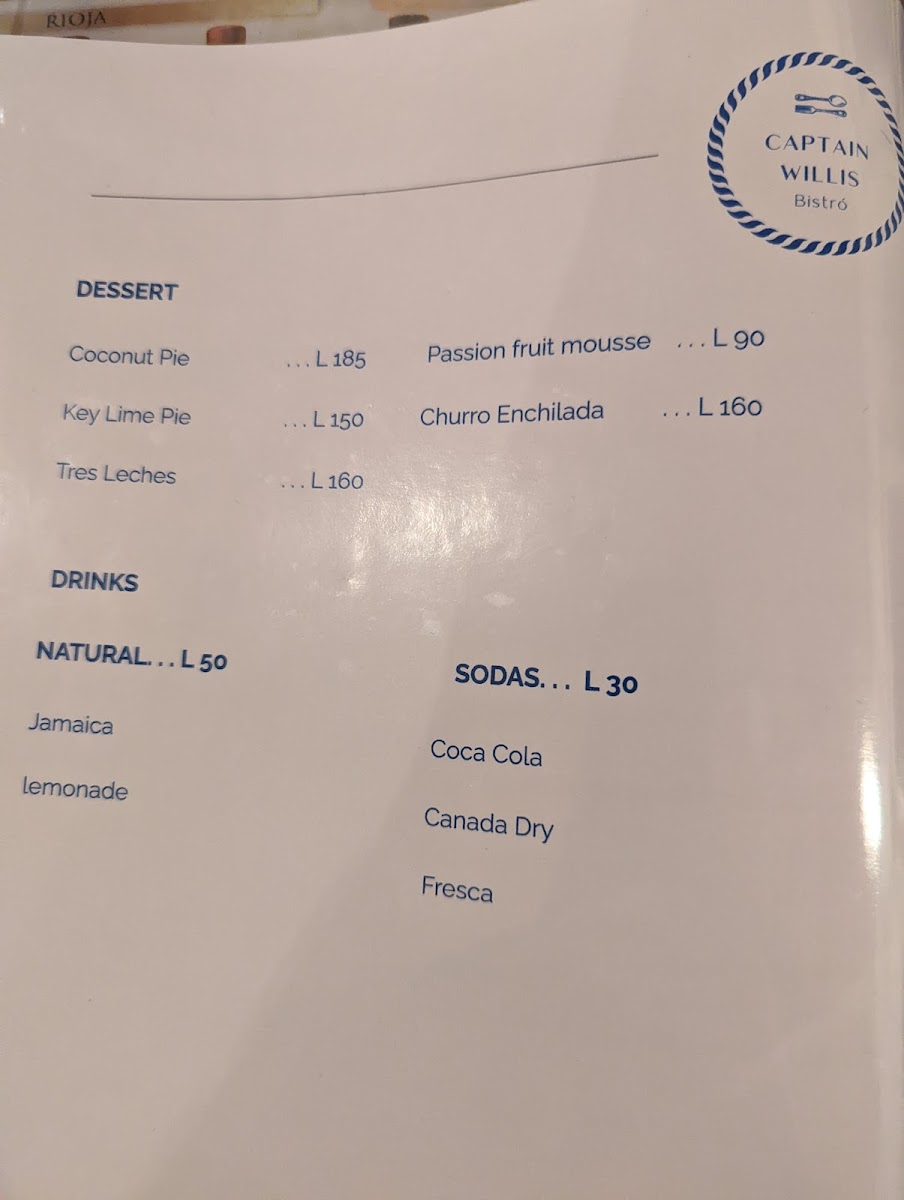 RIOJA
CAPTAIN
WILLIS
Bistró
DESSERT
Coconut Pie ... L 185
Key Lime Pie ... L 150
Tres Leches ... L 160
Passion fruit mousse ... L 90
Churro Enchilada ... L 160
DRINKS
NATURAL... L 50
Jamaica
lemonade
SODAS... L 30
Coca Cola
Canada Dry
Fresca